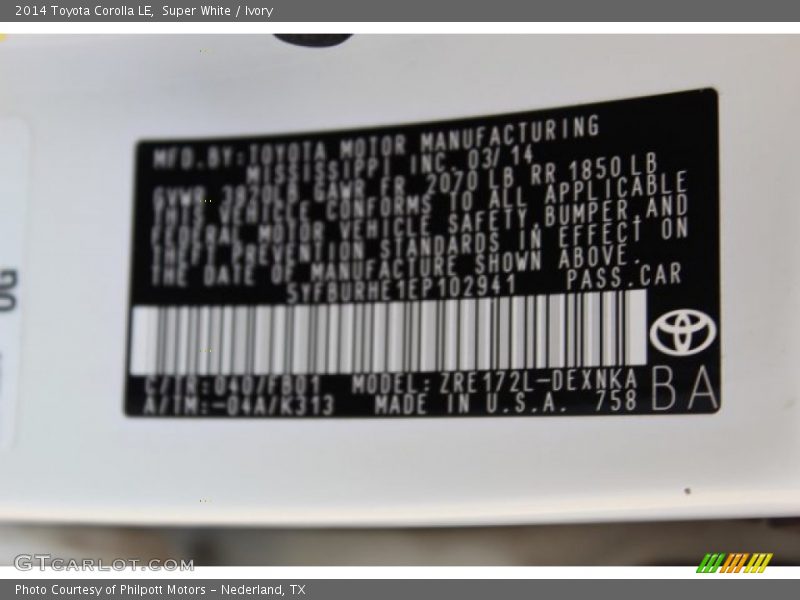 2014 Toyota Corolla LE, Super White / Ivory
MFD.BY:TOYOTA MOTOR MANUFACTURING
MISSISSIPPI INC.03/14
GVWR 3820LB GAWR FR 2070 LB RR 1850 LB
THIS VEHICLE CONFORMS TO ALL APPLICABLE
FEDERAL MOTOR VEHICLE SAFETY,BUMPER,AND
THEFT PREVENTION STANDARDS IN EFFECT ON
THE DATE OF MANUFACTURE SHOWN ABOVE.
5YFBURHE1EP102941 PASS.CAR
C/TR:040/FB01 MODEL:ZRE172L-DEXNKA
A/TM:-04A/K313 MADE IN U.S.A. 758
BA
OG
GTCARLOT.COM
Photo Courtesy of Philpott Motors - Nederland, TX